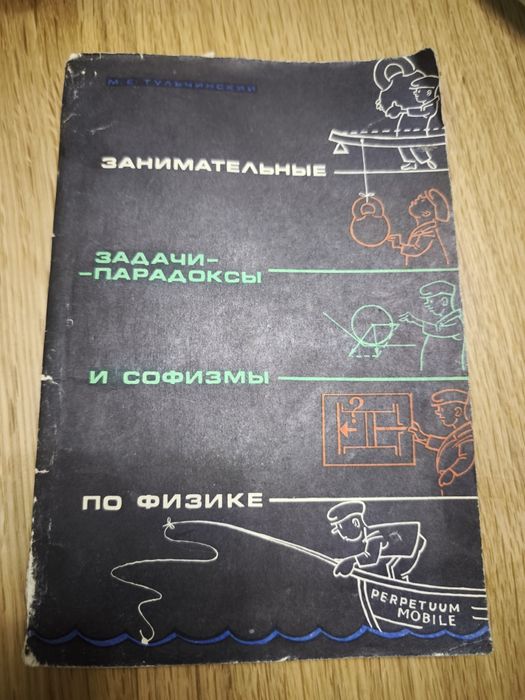 М. Е. ТУЛЬЧИНСКИЙ
ЗАНИМАТЕЛЬНЫЕ
ЗАДАЧИ-
-ПАРАДОКСЫ
И СОФИЗМЫ
?
ПО ФИЗИКЕ
PERPETUUM
MOBILE